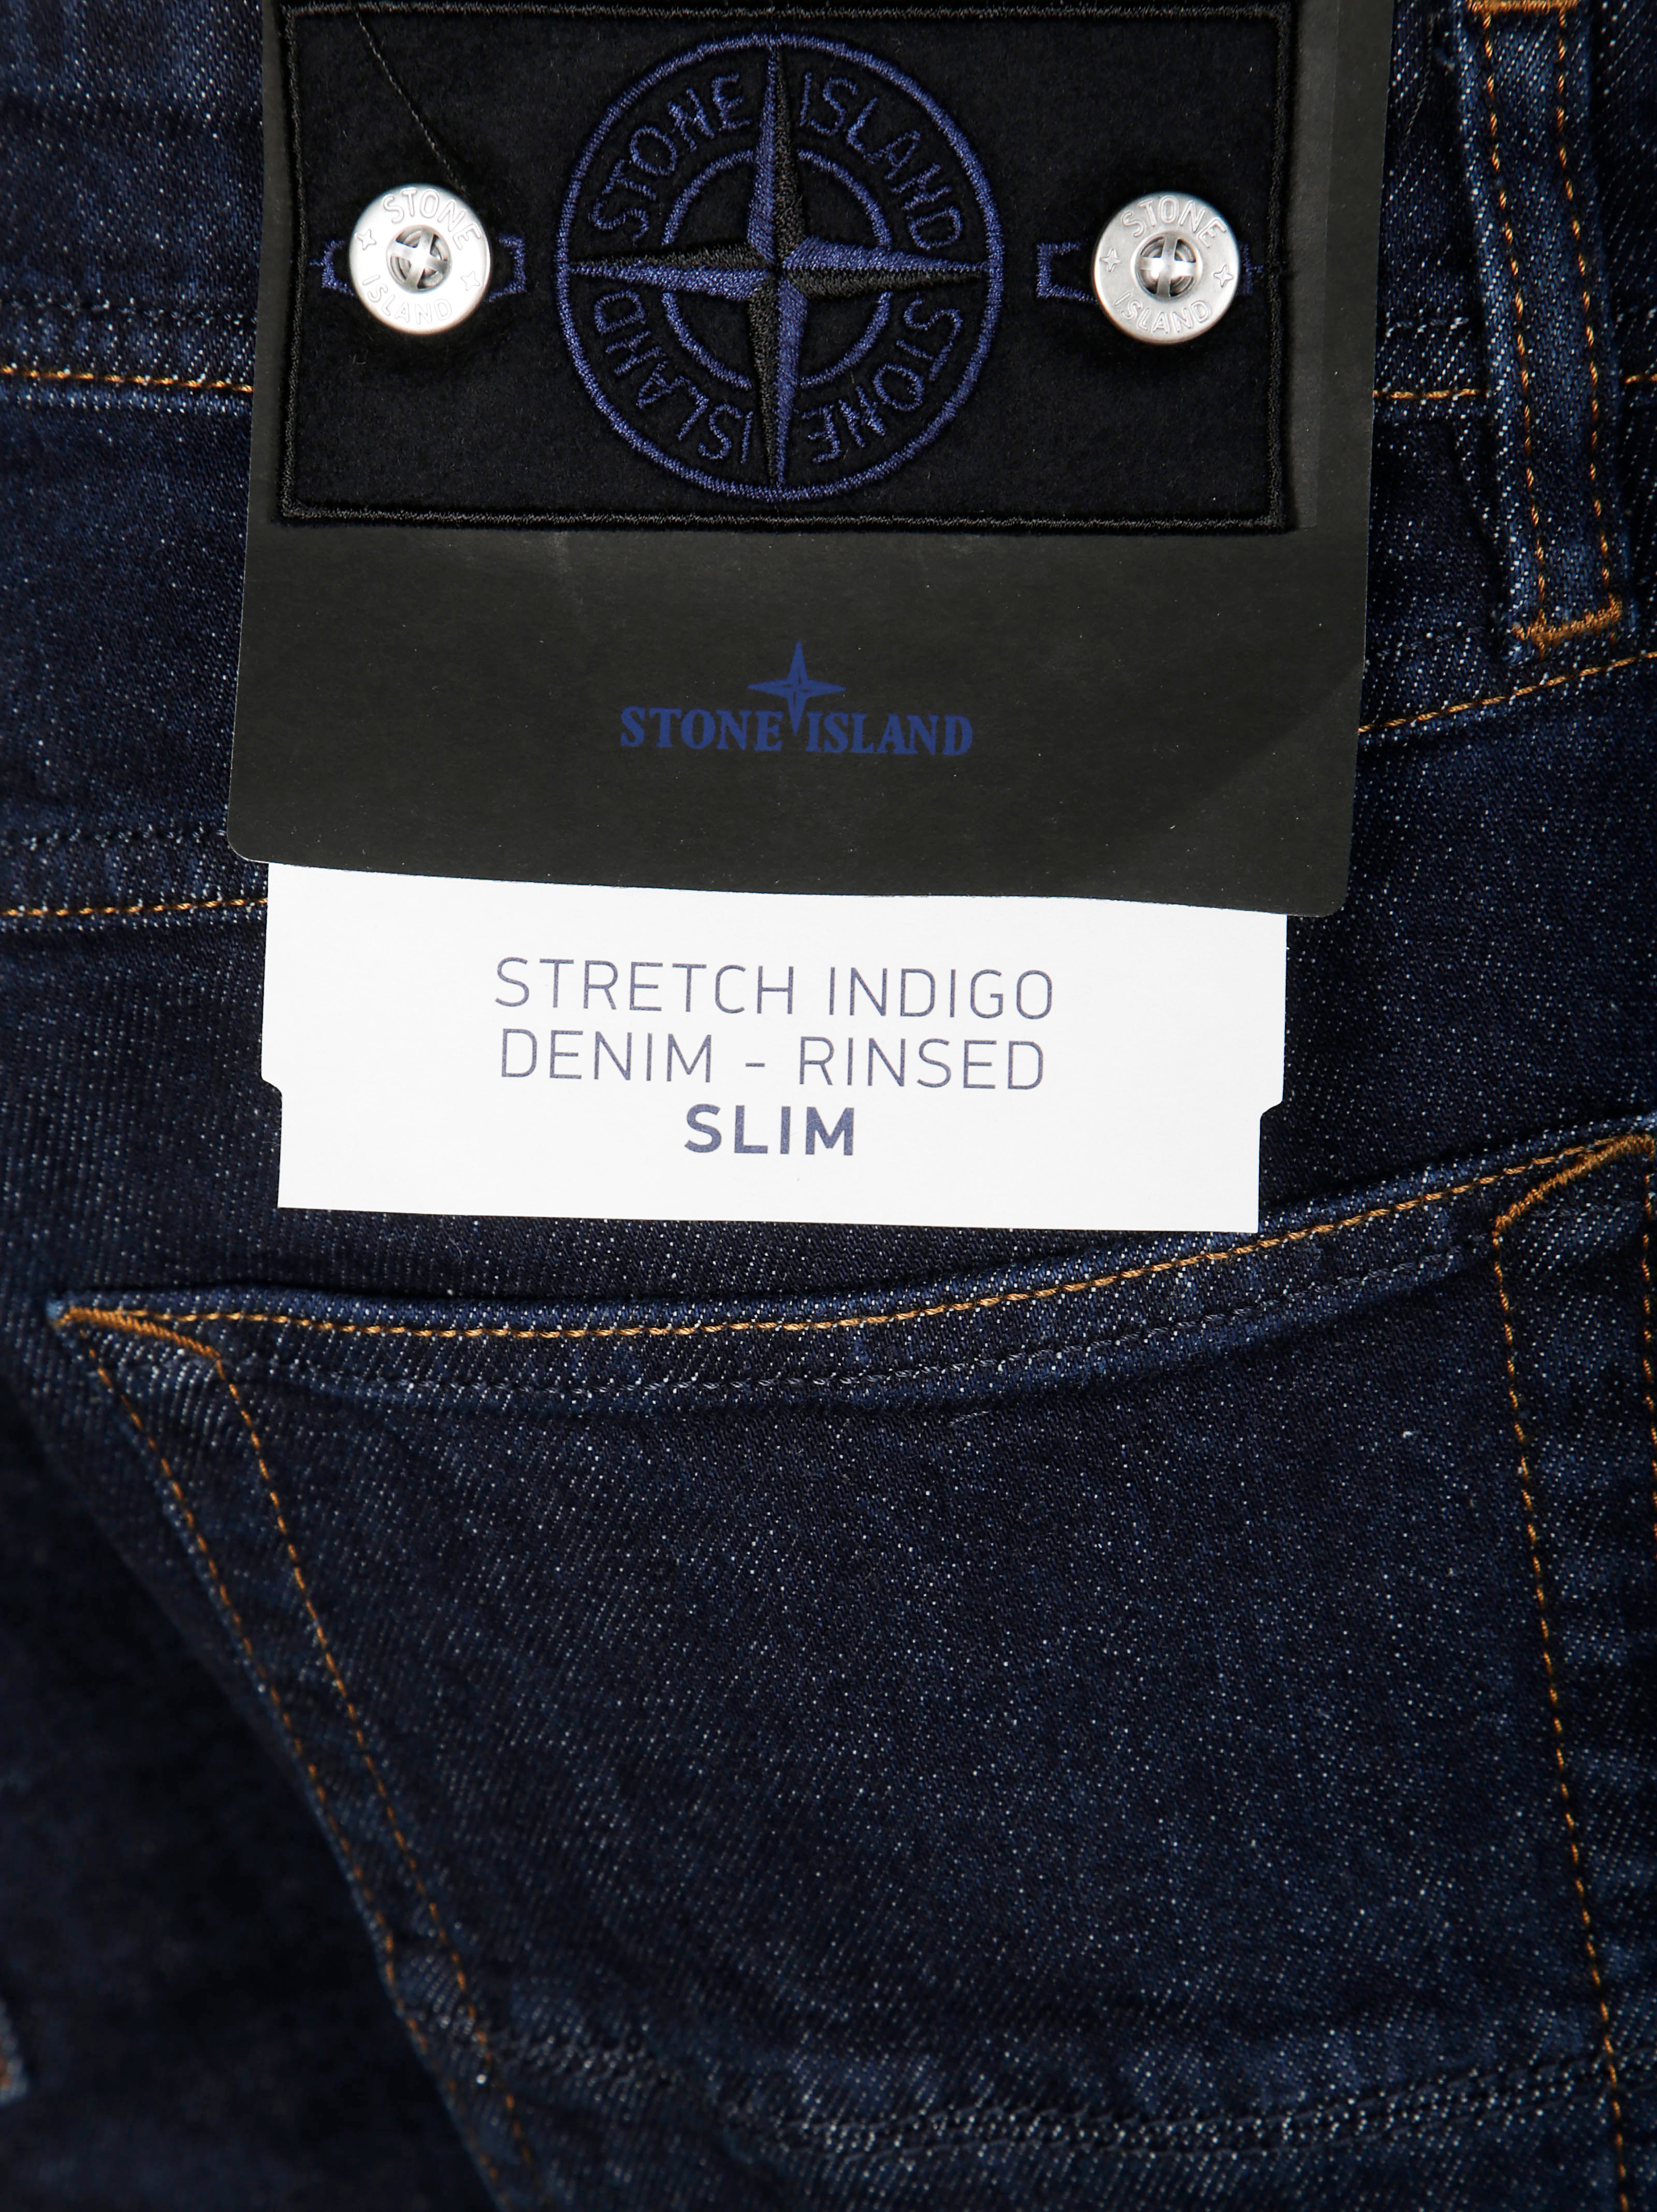 STONE ISLAND
STONE ISLAND
STONE
ISLAND
STONE
ISLAND
STONE ISLAND
STRETCH INDIGO
DENIM - RINSED
SLIM